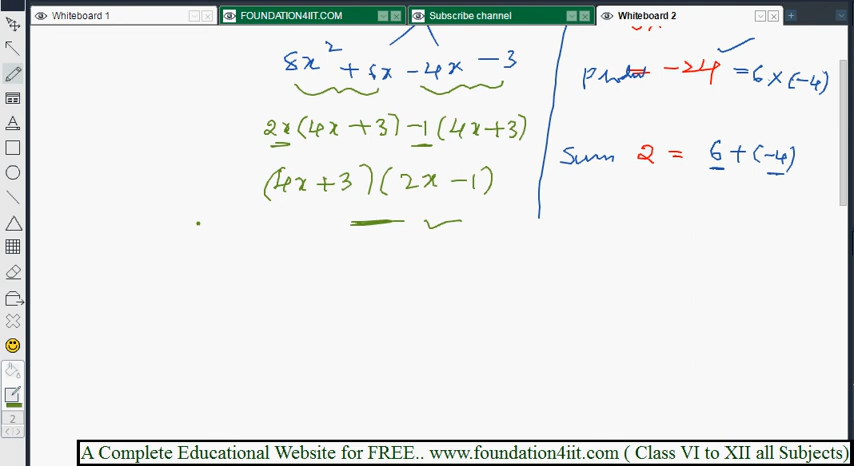 Whiteboard 1
FOUNDATION4IIT.COM
Subscribe channel
Whiteboard 2
8x² + 6x - 4x - 3
2x(4x+3) -1(4x+3)
(4x+3)(2x-1)
-24 = 6×(-4)
Sum 2 = 6+(-4)
2
A Complete Educational Website for FREE.. www.foundation4iit.com ( Class VI to XII all Subjects)